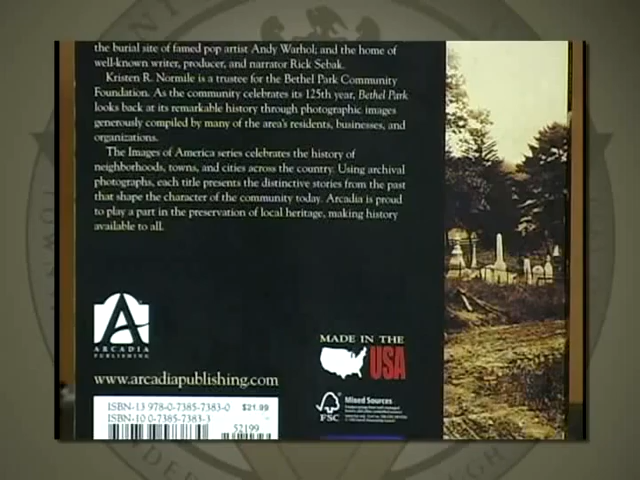 the burial site of famed pop artist Andy Warhol; and the home of
well-known writer, producer, and narrator Rick Sebak.
Kristen R. Normile is a trustee for the Bethel Park Community
Foundation. As the community celebrates its 125th year, Bethel Park
looks back at its remarkable history through photographic images
generously compiled by many of the area's residents, businesses, and
organizations.
The Images of America series celebrates the history of
neighborhoods, towns, and cities across the country. Using archival
photographs, each title presents the distinctive stories from the past
that shape the character of the community today. Arcadia is proud
to play a part in the preservation of local heritage, making history
available to all.
A
ARCADIA
PUBLISHING
MADE IN THE
USA
www.arcadiapublishing.com
Mixed Sources
FSC
ISBN-13 978-0-7385-7383-0 $21.99
ISBN-10 0-7385-7383-3
52199